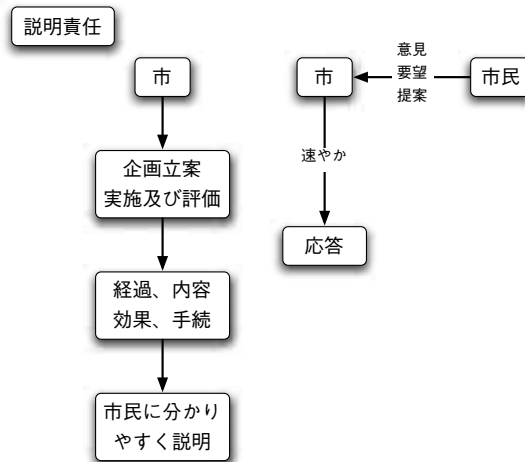 説明責任
市
企画立案
実施及び評価
経過、内容
効果、手続
市民に分かり
やすく説明
市
意見
要望
提案
市民
速やか
応答